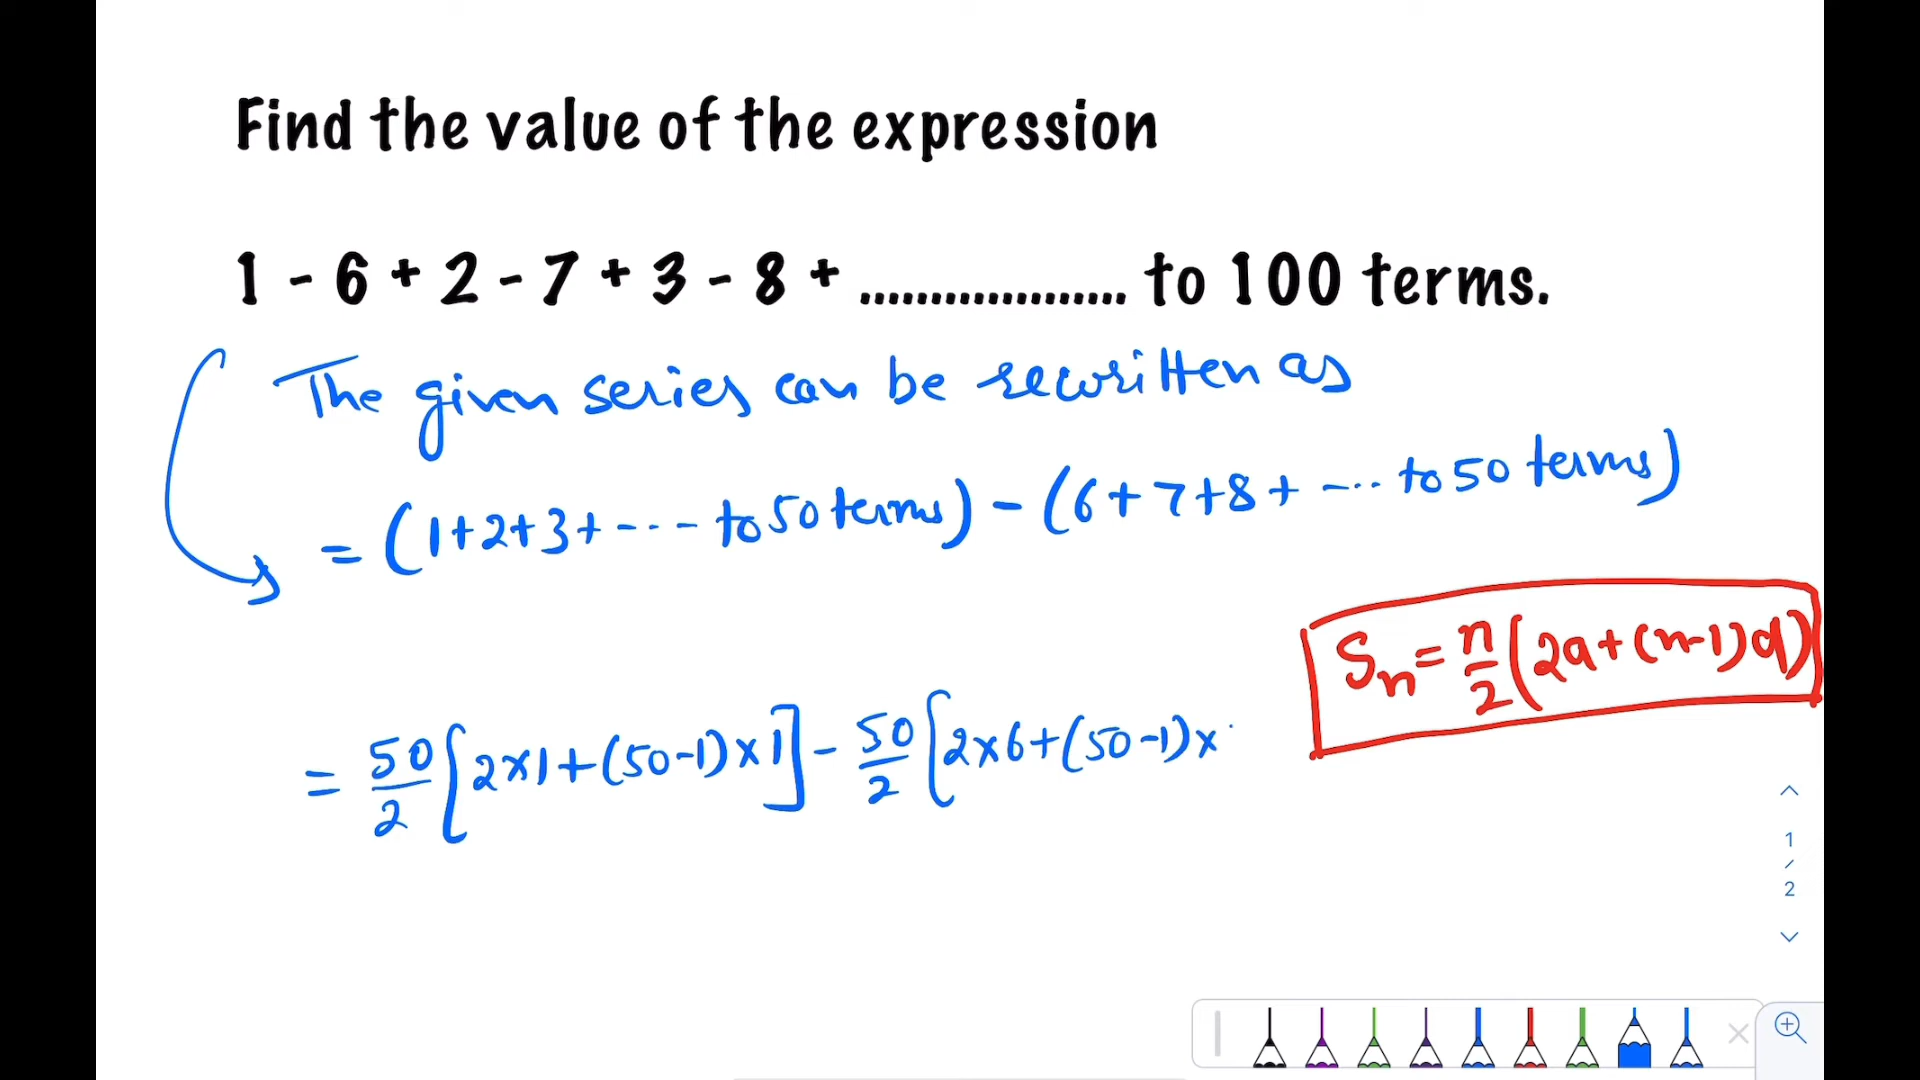 Find the value of the expression
1 - 6 + 2 - 7 + 3 - 8 + ................... to 100 terms.
The given series can be rewritten as
= (1+2+3+ ---- to 50 terms) - (6+7+8+ ---- to 50 terms)
Sn = n/2 (2a+(n-1)d)
= 50/2 [2×1+(50-1)×1] - 50/2 [2×6+(50-1)×
1
/
2